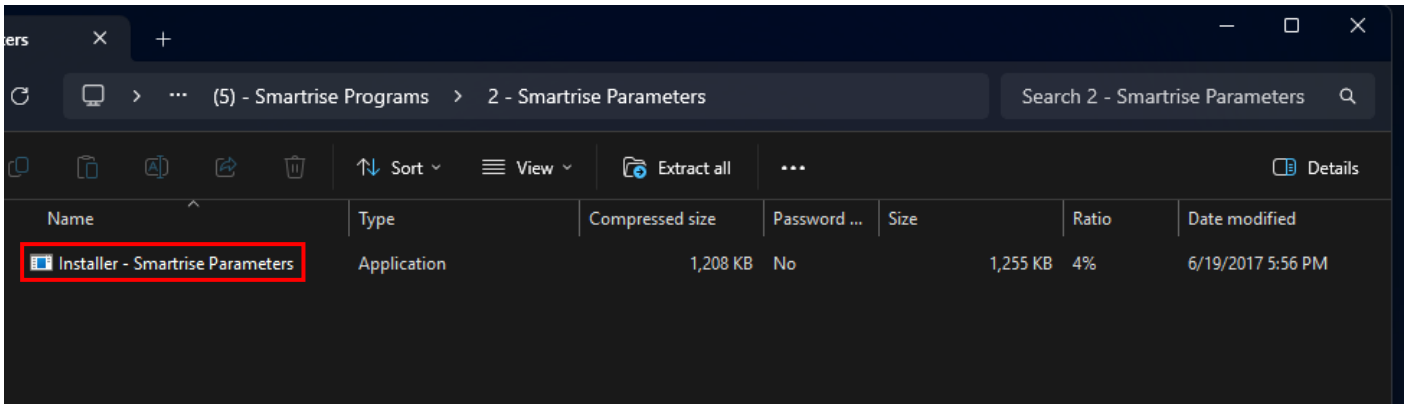 ters
(5) - Smartrise Programs > 2 - Smartrise Parameters
Search 2 - Smartrise Parameters
Sort
View
Extract all
Details
Name Type Compressed size Password ... Size Ratio Date modified
Installer - Smartrise Parameters Application 1,208 KB No 1,255 KB 4% 6/19/2017 5:56 PM